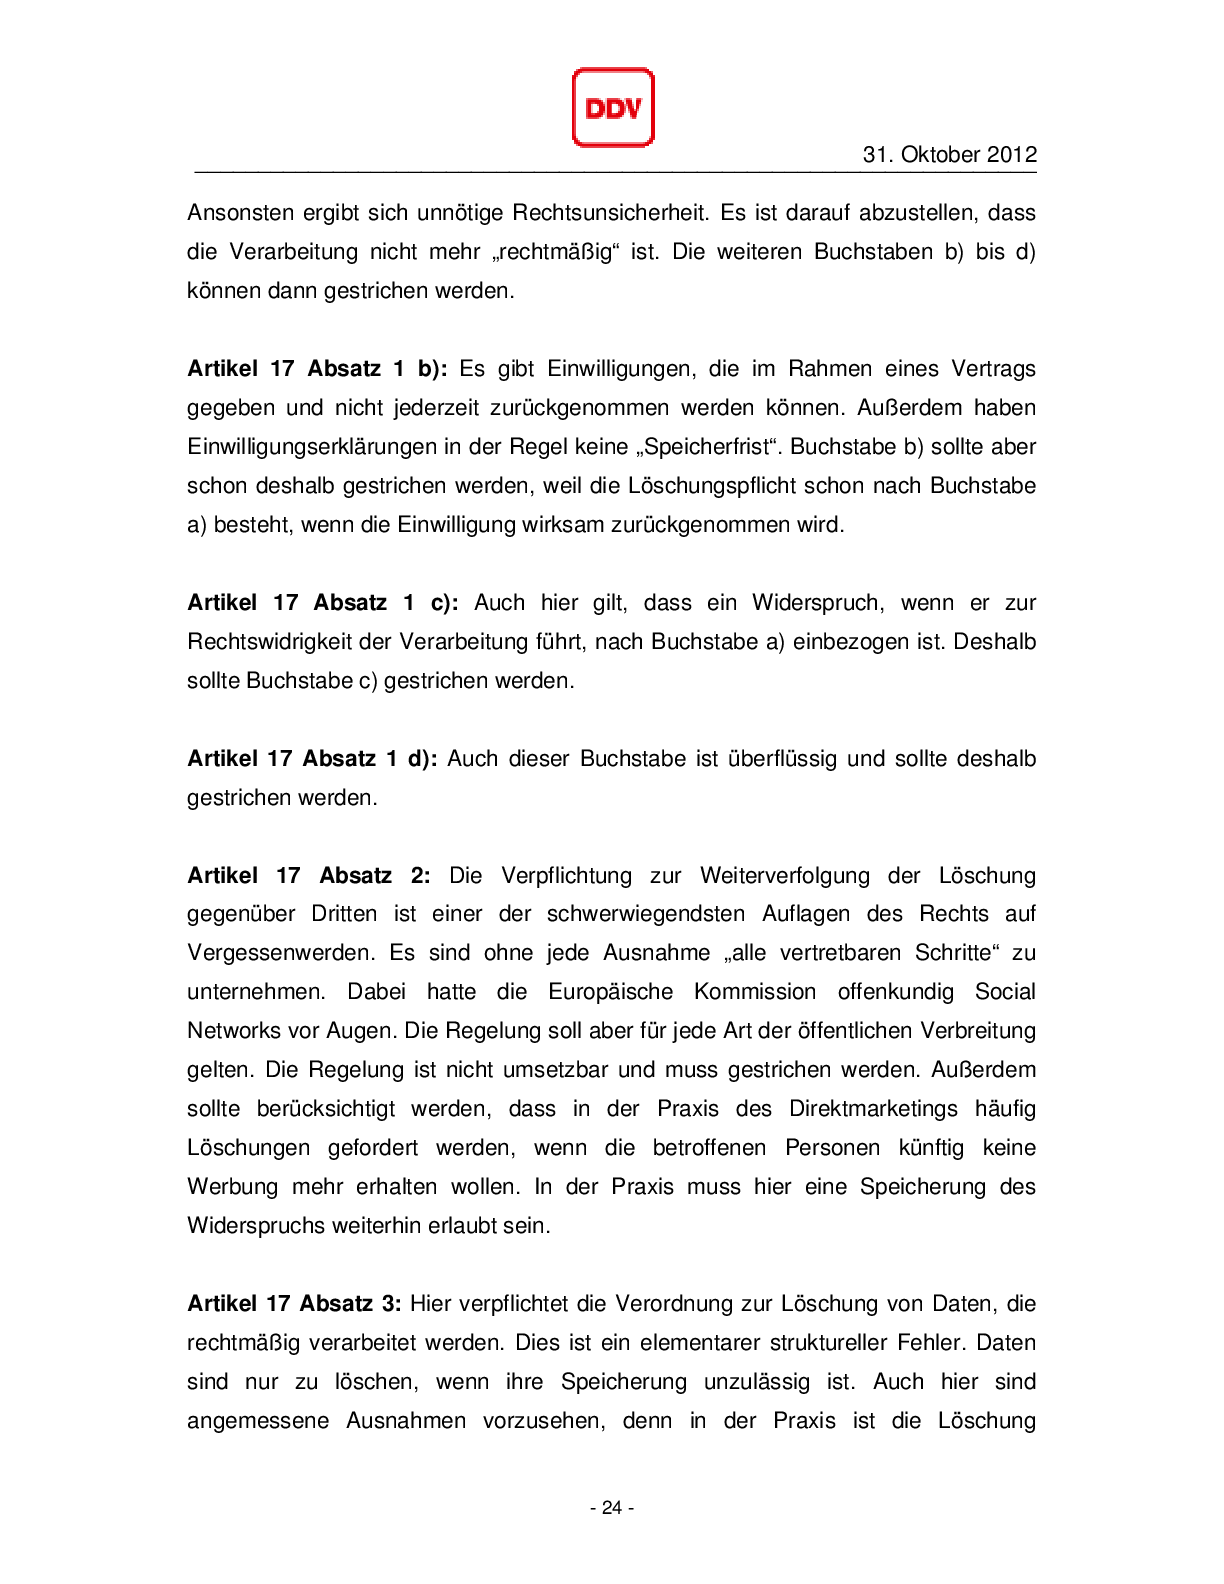 DDV
31. Oktober 2012
Ansonsten ergibt sich unnötige Rechtsunsicherheit. Es ist darauf abzustellen, dass
die Verarbeitung nicht mehr „rechtmäßig“ ist. Die weiteren Buchstaben b) bis d)
können dann gestrichen werden.
Artikel 17 Absatz 1 b): Es gibt Einwilligungen, die im Rahmen eines Vertrags
gegeben und nicht jederzeit zurückgenommen werden können. Außerdem haben
Einwilligungserklärungen in der Regel keine „Speicherfrist“. Buchstabe b) sollte aber
schon deshalb gestrichen werden, weil die Löschungspflicht schon nach Buchstabe
a) besteht, wenn die Einwilligung wirksam zurückgenommen wird.
Artikel 17 Absatz 1 c): Auch hier gilt, dass ein Widerspruch, wenn er zur
Rechtswidrigkeit der Verarbeitung führt, nach Buchstabe a) einbezogen ist. Deshalb
sollte Buchstabe c) gestrichen werden.
Artikel 17 Absatz 1 d): Auch dieser Buchstabe ist überflüssig und sollte deshalb
gestrichen werden.
Artikel 17 Absatz 2: Die Verpflichtung zur Weiterverfolgung der Löschung
gegenüber Dritten ist einer der schwerwiegendsten Auflagen des Rechts auf
Vergessenwerden. Es sind ohne jede Ausnahme „alle vertretbaren Schritte“ zu
unternehmen. Dabei hatte die Europäische Kommission offenkundig Social
Networks vor Augen. Die Regelung soll aber für jede Art der öffentlichen Verbreitung
gelten. Die Regelung ist nicht umsetzbar und muss gestrichen werden. Außerdem
sollte berücksichtigt werden, dass in der Praxis des Direktmarketings häufig
Löschungen gefordert werden, wenn die betroffenen Personen künftig keine
Werbung mehr erhalten wollen. In der Praxis muss hier eine Speicherung des
Widerspruchs weiterhin erlaubt sein.
Artikel 17 Absatz 3: Hier verpflichtet die Verordnung zur Löschung von Daten, die
rechtmäßig verarbeitet werden. Dies ist ein elementarer struktureller Fehler. Daten
sind nur zu löschen, wenn ihre Speicherung unzulässig ist. Auch hier sind
angemessene Ausnahmen vorzusehen, denn in der Praxis ist die Löschung
- 24 -